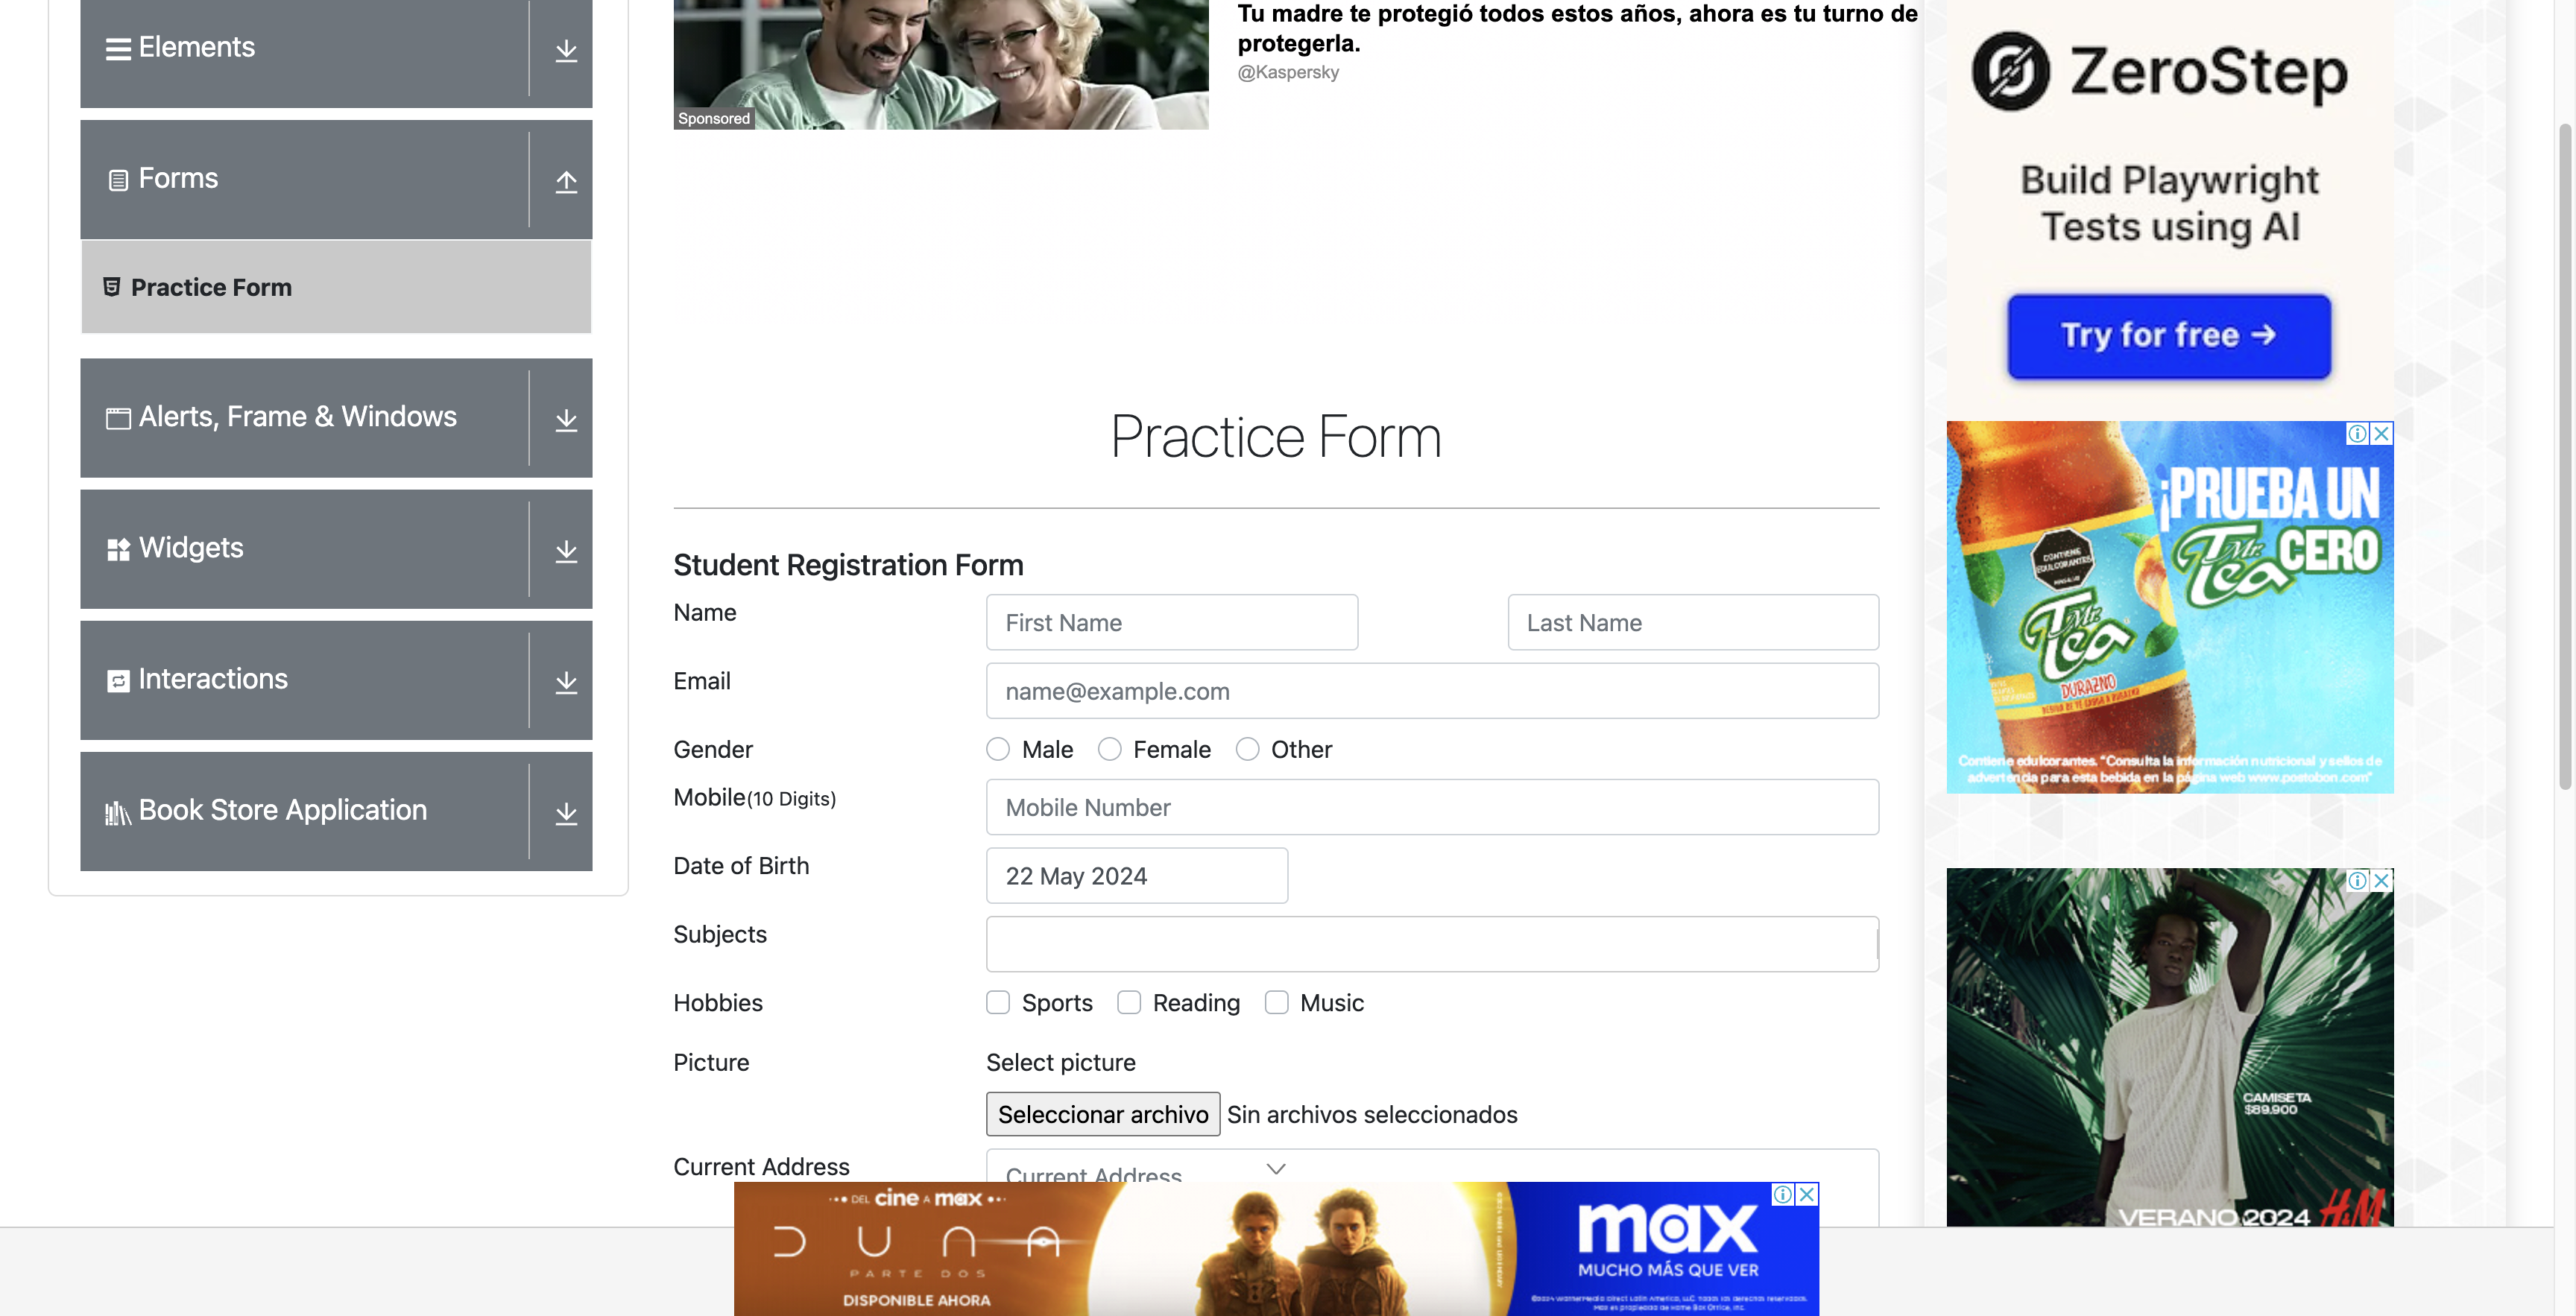 Elements
Forms
Practice Form
Alerts, Frame & Windows
Widgets
Interactions
Book Store Application
Tu madre te protegió todos estos años, ahora es tu turno de
protegerla.
@Kaspersky
Sponsored
Practice Form
Student Registration Form
Name
First Name
Last Name
Email
name@example.com
Gender
Male
Female
Other
Mobile(10 Digits)
Mobile Number
Date of Birth
22 May 2024
Subjects
Hobbies
Sports
Reading
Music
Picture
Select picture
Seleccionar archivo
Sin archivos seleccionados
Current Address
Current Address
DEL cine A max
DUNA
PARTE DOS
DISPONIBLE AHORA
max
MUCHO MÁS QUE VER
ZeroStep
Build Playwright
Tests using AI
Try for free →
¡PRUEBA UN
Mr. Tea CERO
CONTIENE
EDULCORANTES
Mr. Tea
DURAZNO
Contiene edulcorantes. "Consulta la información nutricional y sellos de
advertencia para esta bebida en la página web www.postobon.com"
CAMISETA
$89.900
VERANO 2024 H&M